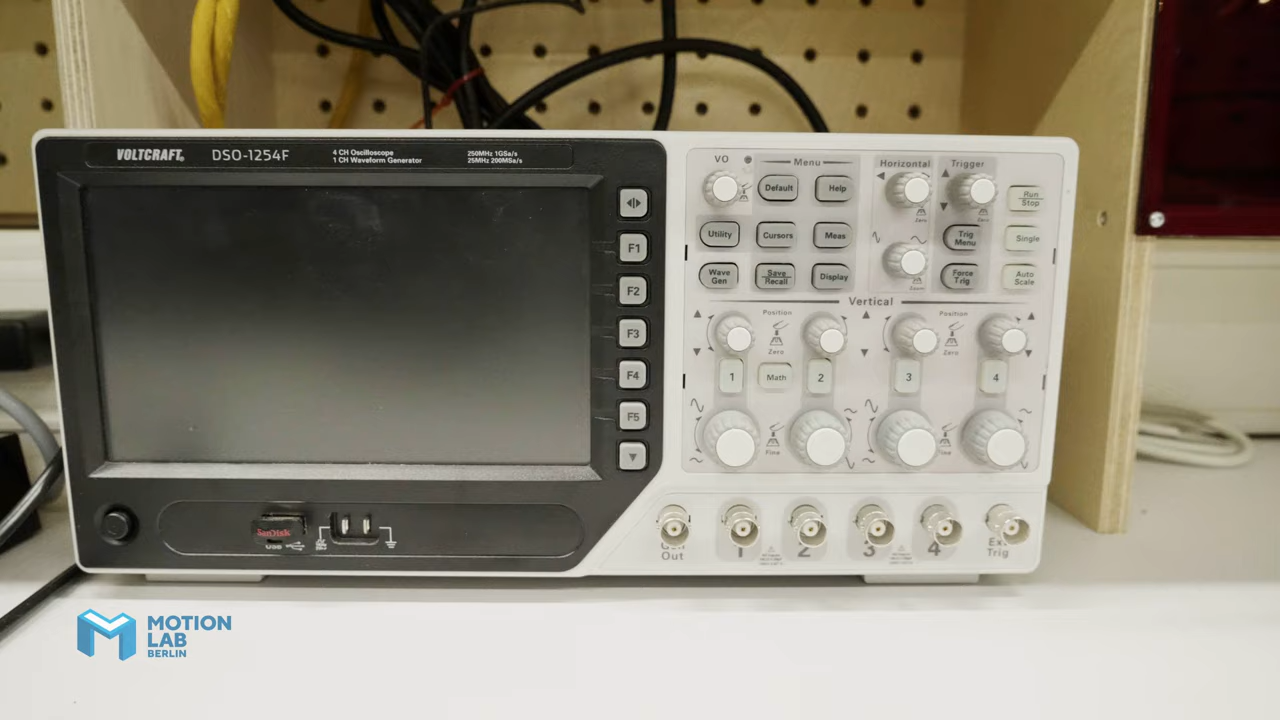 VOLTCRAFT. DSO-1254F
4 CH Oscilloscope
1 CH Waveform Generator
250MHz 1GSa/s
25MHz 200MSa/s
F1
F2
F3
F4
F5
VO
Menu
Default
Help
Utility
Cursors
Meas
Wave
Gen
Save
Recall
Display
Horizontal
Zero
Trigger
Zero
Trig
Menu
Force
Trig
Run
Stop
Single
Auto
Scale
Vertical
Position
Zero
Position
Zero
1
Math
2
3
4
Fine
Fine
SanDisk
USB
Gen
Out
1
2
3
4
Ext
Trig
MOTION
LAB
BERLIN